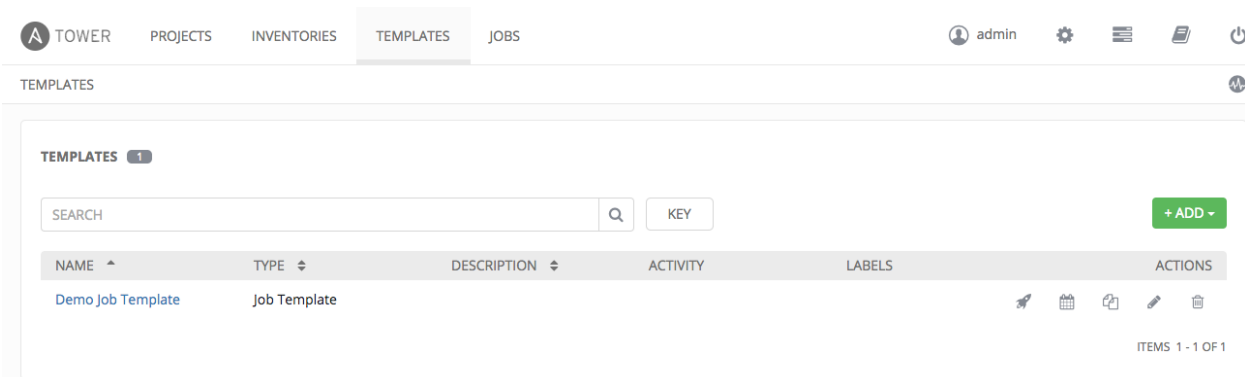 A TOWER PROJECTS INVENTORIES TEMPLATES JOBS admin
TEMPLATES
TEMPLATES 1
SEARCH KEY + ADD
NAME TYPE DESCRIPTION ACTIVITY LABELS ACTIONS
Demo Job Template Job Template
ITEMS 1 - 1 OF 1